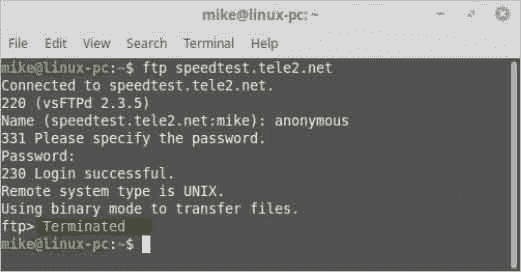 mike@linux-pc: ~
File Edit View Search Terminal Help
mike@linux-pc:~$ ftp speedtest.tele2.net
Connected to speedtest.tele2.net.
220 (vsFTPd 2.3.5)
Name (speedtest.tele2.net:mike): anonymous
331 Please specify the password.
Password:
230 Login successful.
Remote system type is UNIX.
Using binary mode to transfer files.
ftp> Terminated
mike@linux-pc:~$